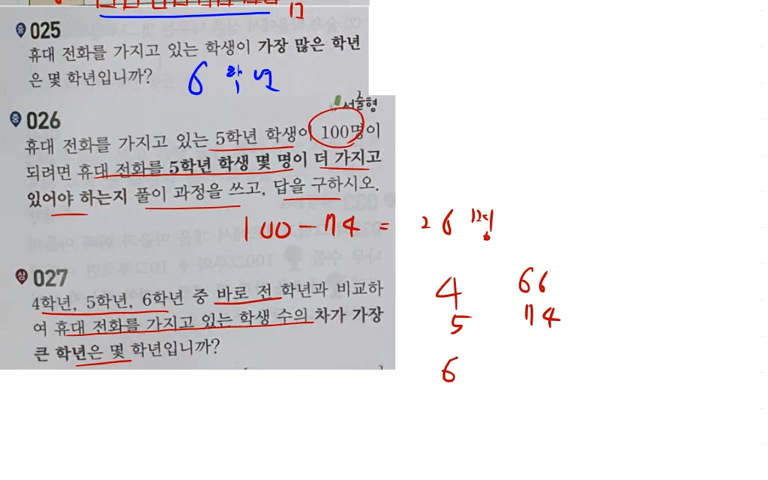 17
중 025
휴대 전화를 가지고 있는 학생이 가장 많은 학년
은 몇 학년입니까?
6 학년
서술형
중 026
휴대 전화를 가지고 있는 5학년 학생이 100명이
되려면 휴대 전화를 5학년 학생 몇 명이 더 가지고
있어야 하는지 풀이 과정을 쓰고, 답을 구하시오.
100 - 74 = 26 명
상 027
4학년, 5학년, 6학년 중 바로 전 학년과 비교하
여 휴대 전화를 가지고 있는 학생 수의 차가 가장
큰 학년은 몇 학년입니까?
4 66
5 74
6